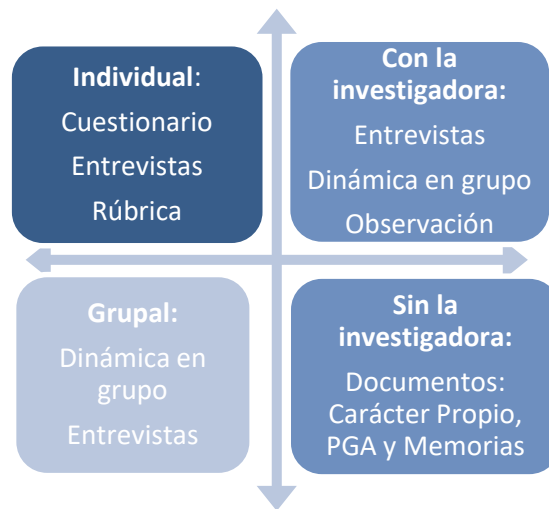 Individual:
Cuestionario
Entrevistas
Rúbrica
Con la
investigadora:
Entrevistas
Dinámica en grupo
Observación
Grupal:
Dinámica en
grupo
Entrevistas
Sin la
investigadora:
Documentos:
Carácter Propio,
PGA y Memorias